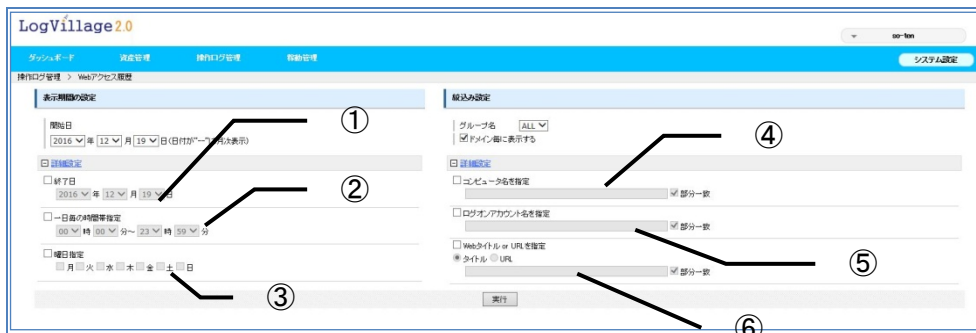 LogVillage 2.0
so-ten
ダッシュボード 資産管理 操作ログ管理 稼動管理 システム設定
操作ログ管理 > Webアクセス履歴
表示期間の設定
開始日
2016 年 12 月 19 日(日付が"--"は月次表示)
①
詳細設定
終了日
2016 年 12 月 19 日
②
一日毎の時間帯指定
00 時 00 分~ 23 時 59 分
曜日指定
月 火 水 木 金 土 日
③
絞込み設定
グループ名 ALL
ドメイン毎に表示する
④
詳細設定
コンピュータ名を指定
部分一致
ログオンアカウント名を指定
部分一致
⑤
Webタイトル or URLを指定
タイトル URL
部分一致
実行
⑥